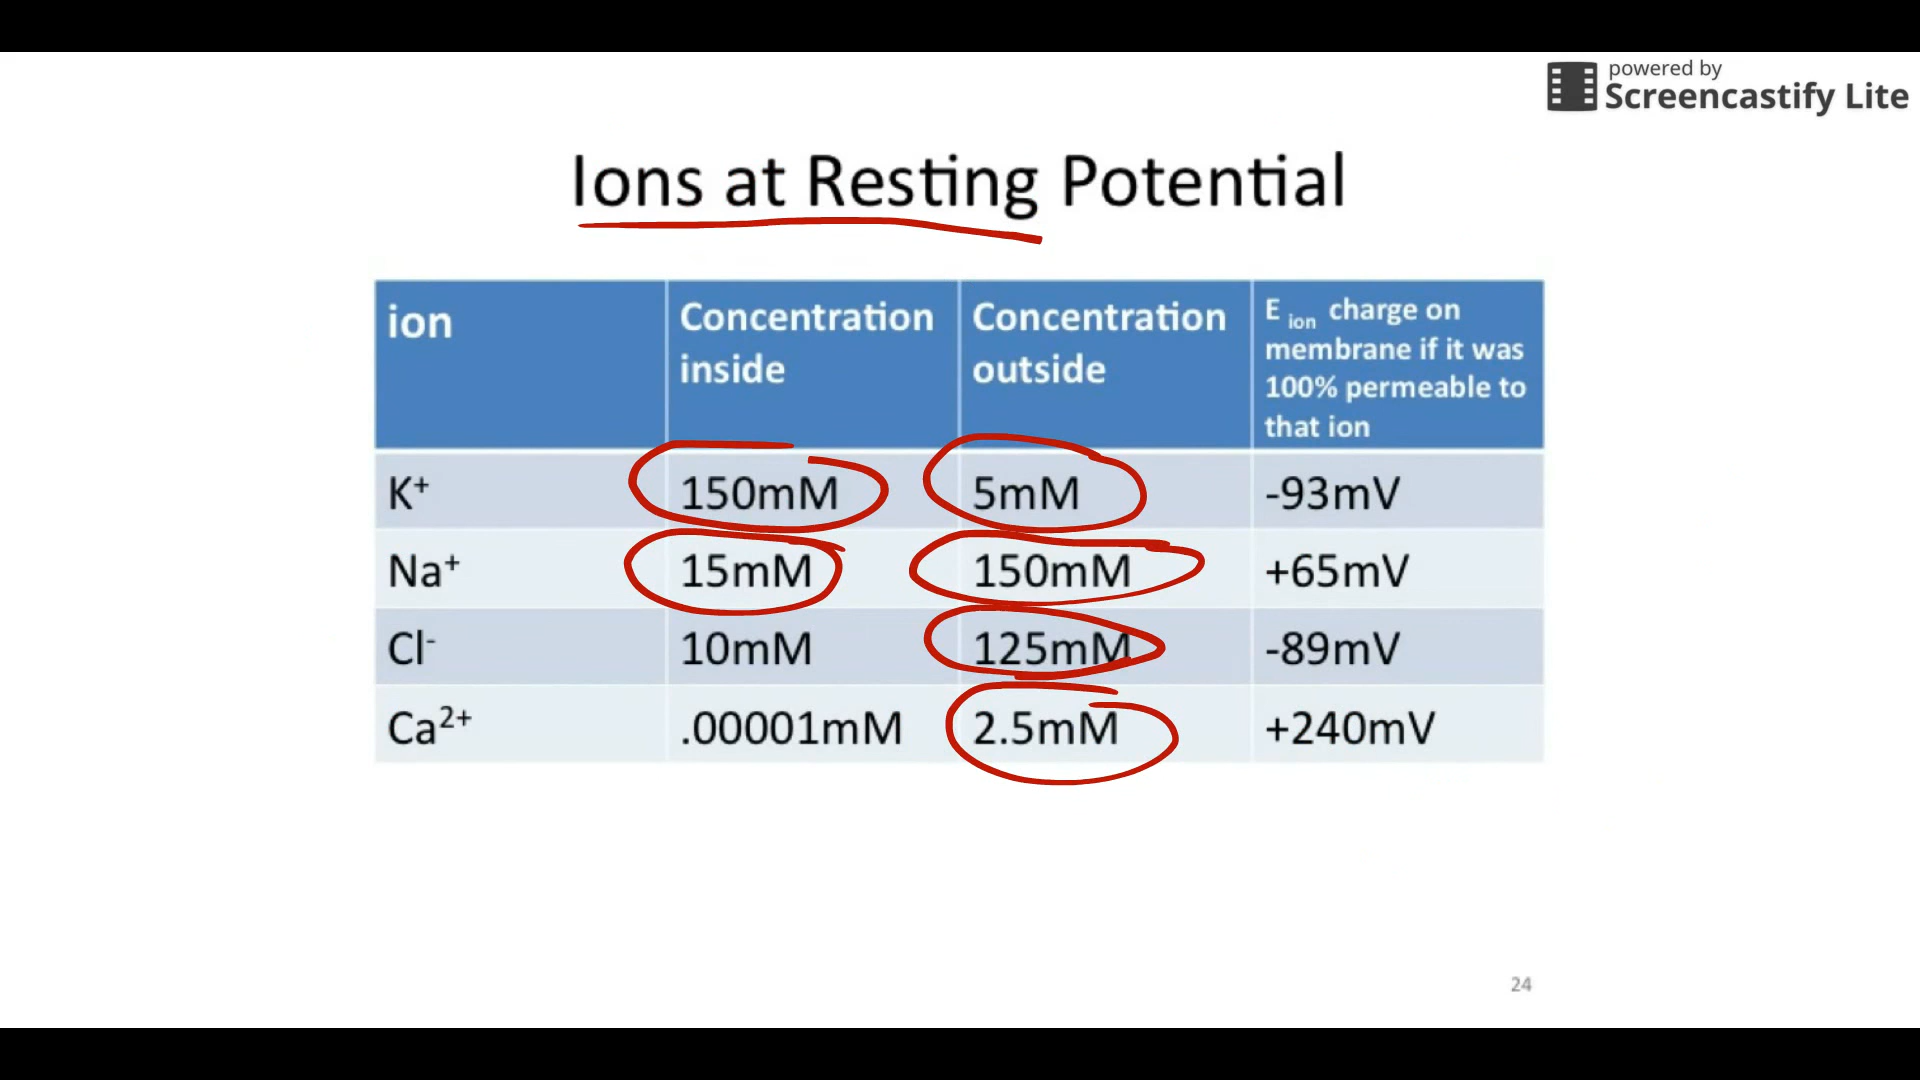 powered by
Screencastify Lite
Ions at Resting Potential
ion
Concentration inside
Concentration outside
E ion charge on membrane if it was 100% permeable to that ion
K⁺ 150mM 5mM -93mV
Na⁺ 15mM 150mM +65mV
Cl⁻ 10mM 125mM -89mV
Ca²⁺ .00001mM 2.5mM +240mV
24